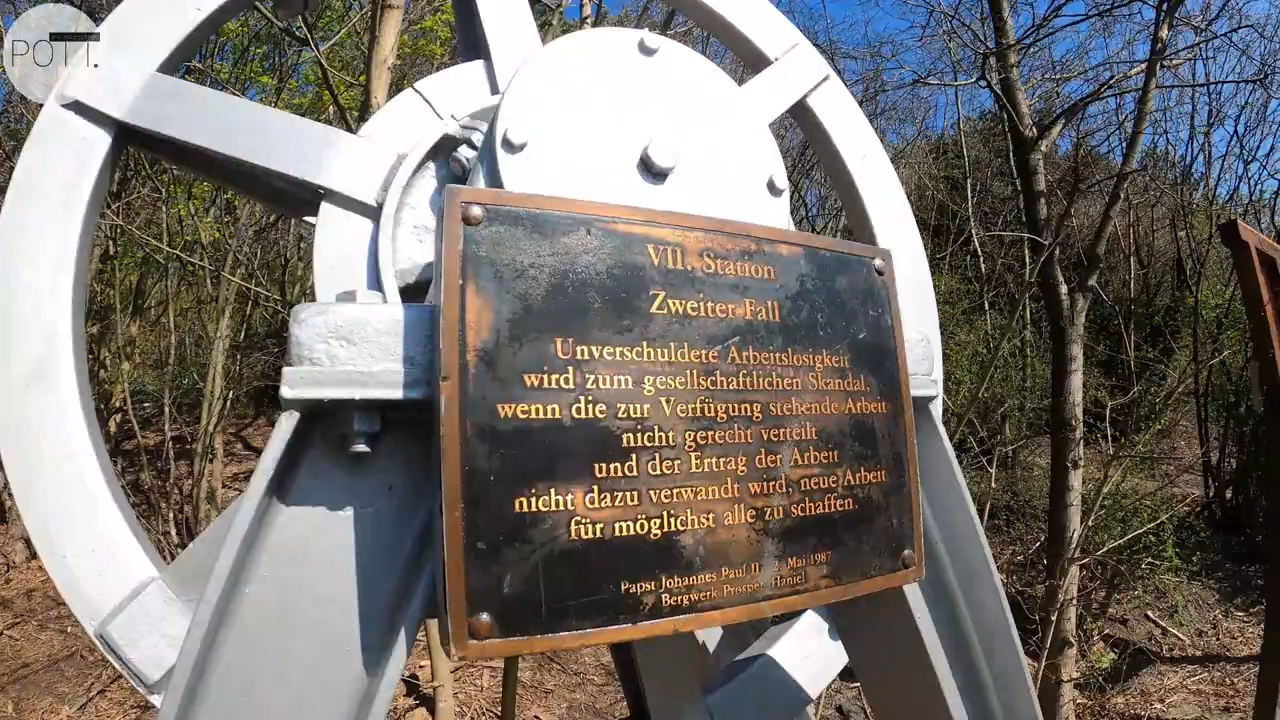 POTT.
VII. Station
Zweiter Fall
Unverschuldete Arbeitslosigkeit
wird zum gesellschaftlichen Skandal,
wenn die zur Verfügung stehende Arbeit
nicht gerecht verteilt
und der Ertrag der Arbeit
nicht dazu verwandt wird, neue Arbeit
für möglichst alle zu schaffen.
Papst Johannes Paul II 2. Mai 1987
Bergwerk Prosper Haniel